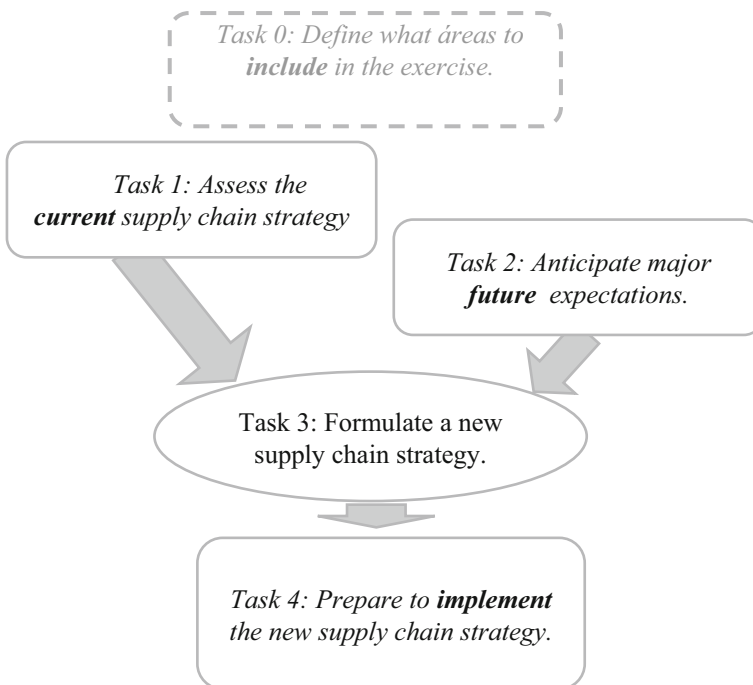 Task 0: Define what áreas to
include in the exercise.
Task 1: Assess the
current supply chain strategy
Task 2: Anticipate major
future expectations.
Task 3: Formulate a new
supply chain strategy.
Task 4: Prepare to implement
the new supply chain strategy.